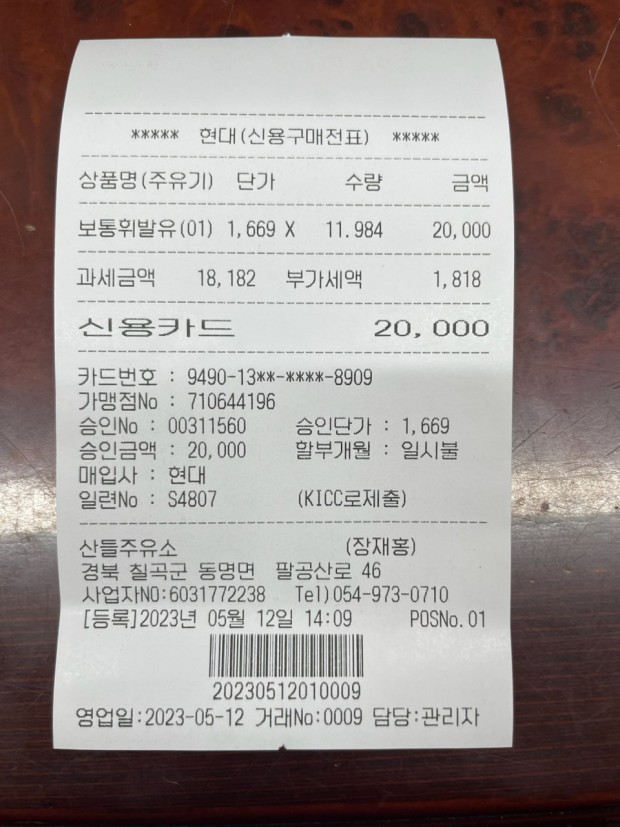 ***** 현대(신용구매전표) *****
상품명(주유기) 단가 수량 금액
보통휘발유(01) 1,669 X 11.984 20,000
과세금액 18,182 부가세액 1,818
신용카드 20,000
카드번호 : 9490-13**-****-8909
가맹점No : 710644196
승인No : 00311560 승인단가 : 1,669
승인금액 : 20,000 할부개월 : 일시불
매입사 : 현대
일련No : S4807 (KICC로제출)
산들주유소 (장재홍)
경북 칠곡군 동명면 팔공산로 46
사업자NO:6031772238 Tel)054-973-0710
[등록]2023년 05월 12일 14:09 POSNo.01
20230512010009
영업일:2023-05-12 거래No:0009 담당:관리자